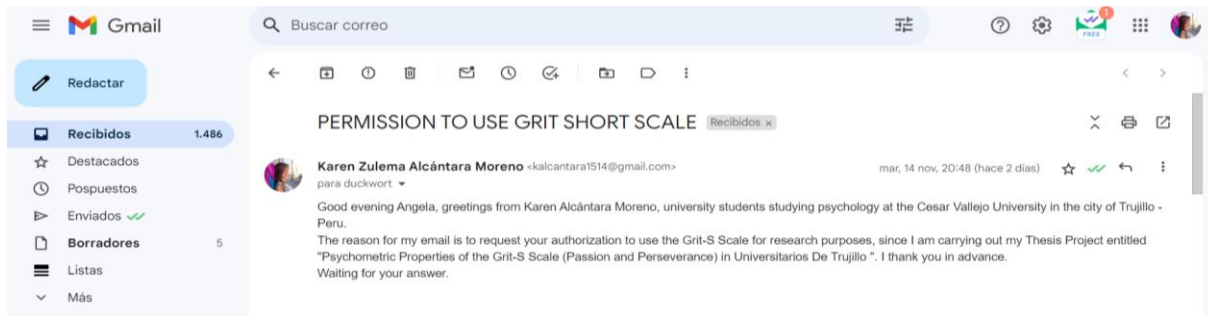 Gmail
Buscar correo
1
FREE
Redactar
PERMISSION TO USE GRIT SHORT SCALE Recibidos x
Recibidos 1.486
Karen Zulema Alcántara Moreno <kalcantara1514@gmail.com> mar, 14 nov, 20:48 (hace 2 días)
para duckwort
Destacados
Pospuestos
Enviados
Borradores 5
Listas
Más
Good evening Angela, greetings from Karen Alcántara Moreno, university students studying psychology at the Cesar Vallejo University in the city of Trujillo -
Peru.
The reason for my email is to request your authorization to use the Grit-S Scale for research purposes, since I am carrying out my Thesis Project entitled
"Psychometric Properties of the Grit-S Scale (Passion and Perseverance) in Universitarios De Trujillo ". I thank you in advance.
Waiting for your answer.